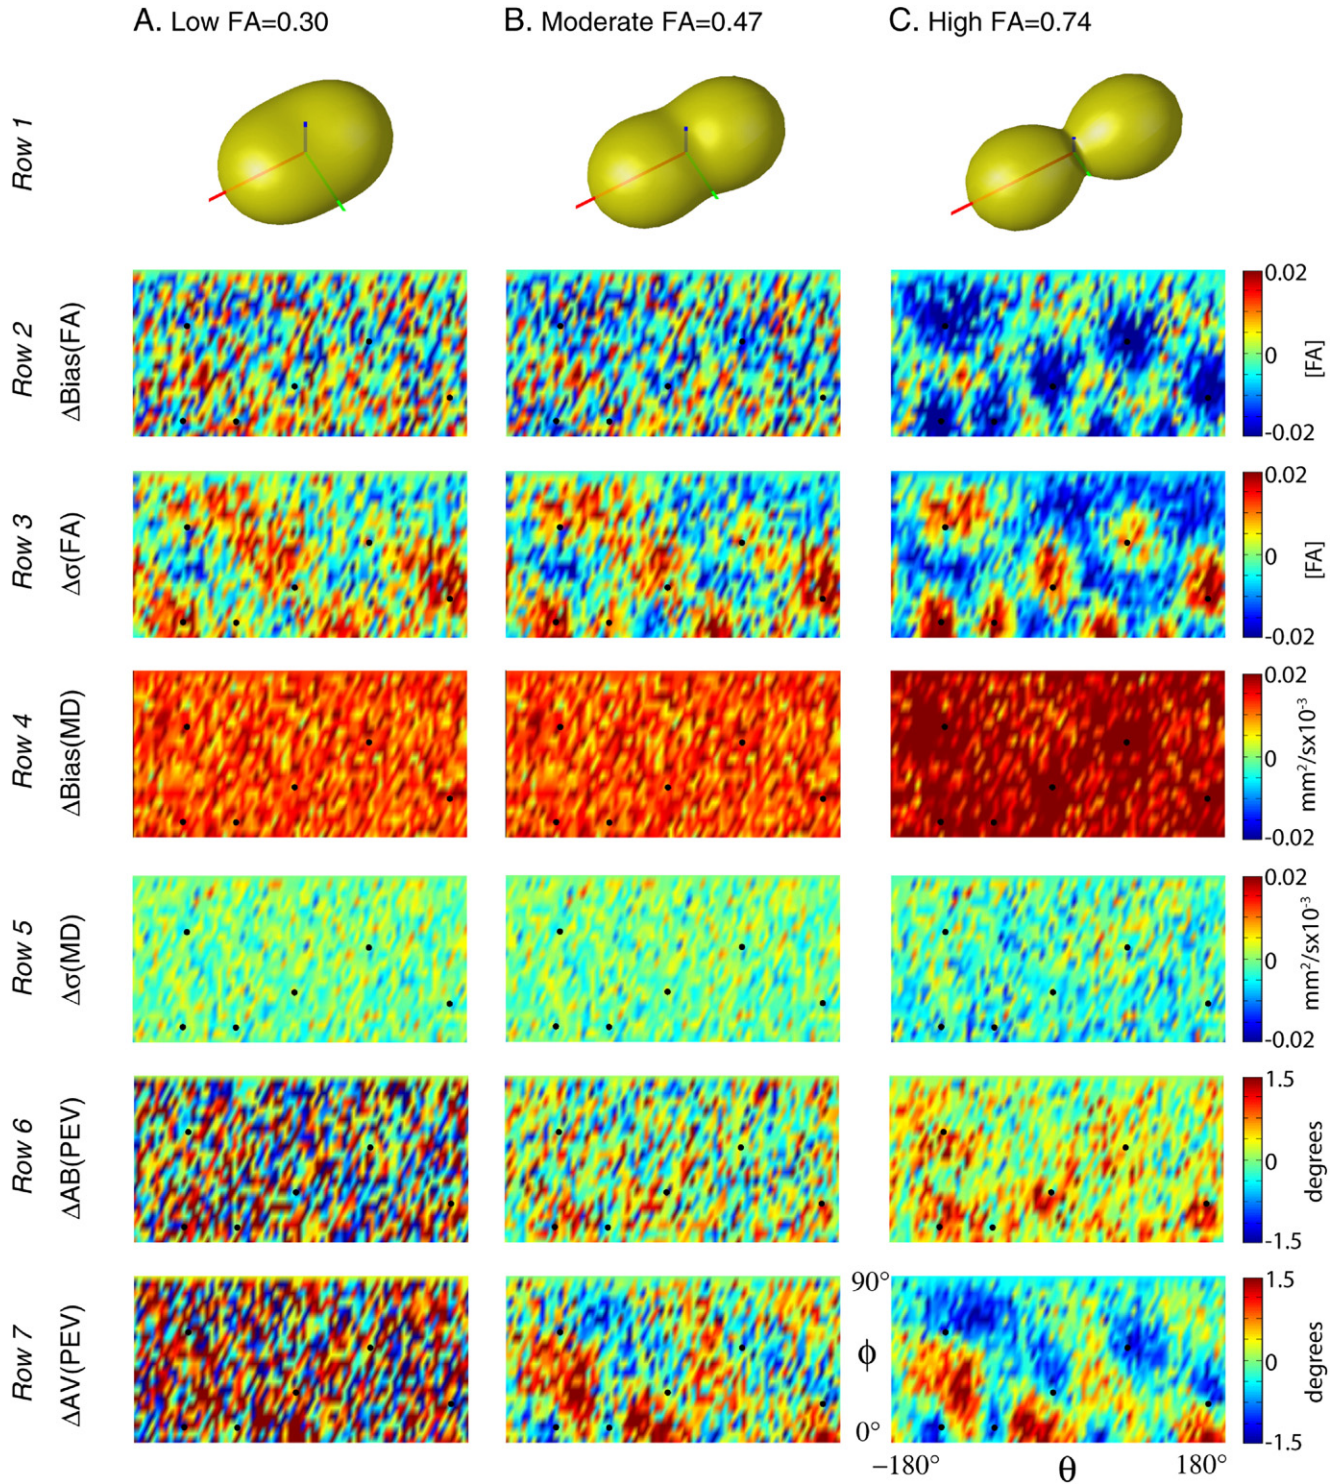 A. Low FA=0.30
B. Moderate FA=0.47
C. High FA=0.74
Row 1
Row 2
ΔBias(FA)
0.02
0
-0.02
[FA]
Row 3
Δσ(FA)
0.02
0
-0.02
[FA]
Row 4
ΔBias(MD)
0.02
0
-0.02
mm²/sx10⁻³
Row 5
Δσ(MD)
0.02
0
-0.02
mm²/sx10⁻³
Row 6
ΔAB(PEV)
1.5
0
-1.5
degrees
Row 7
ΔAV(PEV)
90°
ϕ
0°
1.5
0
-1.5
degrees
−180°
θ
180°